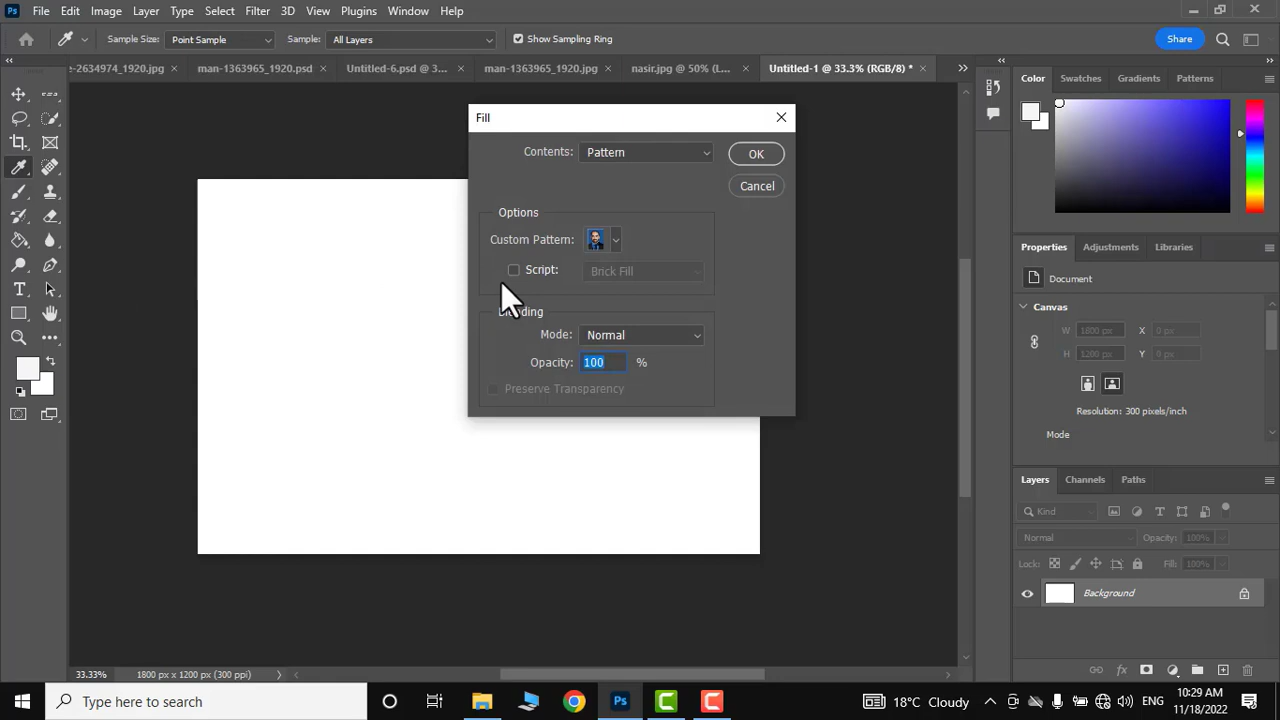 Ps File Edit Image Layer Type Select Filter 3D View Plugins Window Help
Sample Size: Point Sample Sample: All Layers Show Sampling Ring Share
e-2634974_1920.jpg man-1363965_1920.psd Untitled-6.psd @ 3... man-1363965_1920.jpg nasir.jpg @ 50% (L... Untitled-1 @ 33.3% (RGB/8) *
Fill
Contents: Pattern
OK
Cancel
Options
Custom Pattern:
Script: Brick Fill
Blending
Mode: Normal
Opacity: 100 %
Preserve Transparency
Color Swatches Gradients Patterns
Properties Adjustments Libraries
Document
Canvas
W 1800 px X 0 px
H 1200 px Y 0 px
Resolution: 300 pixels/inch
Mode
Layers Channels Paths
Kind
Normal Opacity: 100%
Lock: Fill: 100%
Background
33.33% 1800 px x 1200 px (300 ppi)
Type here to search
Ps
18°C Cloudy
10:29 AM
11/18/2022